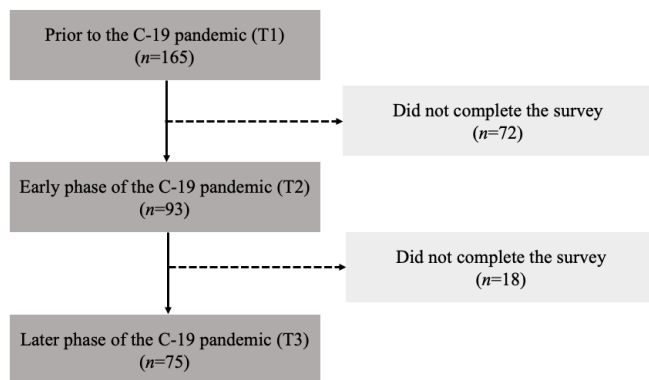 Prior to the C-19 pandemic (T1)
(n=165)
Did not complete the survey
(n=72)
Early phase of the C-19 pandemic (T2)
(n=93)
Did not complete the survey
(n=18)
Later phase of the C-19 pandemic (T3)
(n=75)